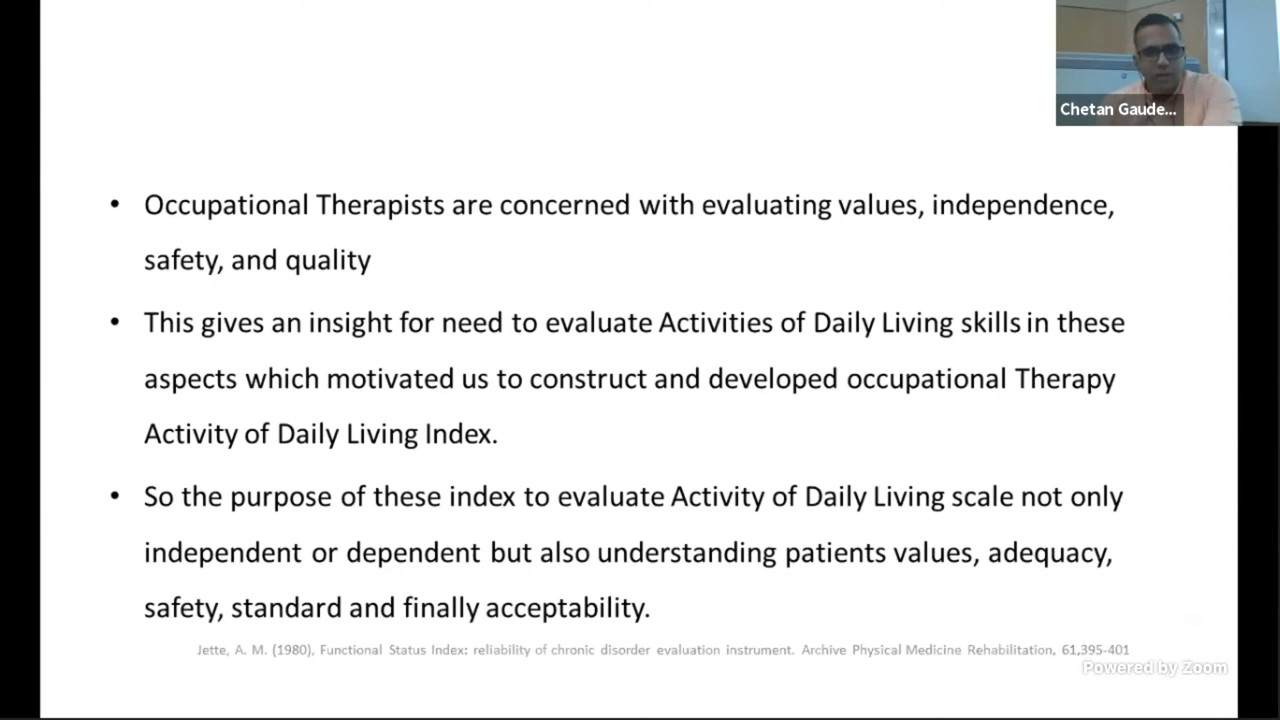 Chetan Gaude...
• Occupational Therapists are concerned with evaluating values, independence,
safety, and quality
• This gives an insight for need to evaluate Activities of Daily Living skills in these
aspects which motivated us to construct and developed occupational Therapy
Activity of Daily Living Index.
• So the purpose of these index to evaluate Activity of Daily Living scale not only
independent or dependent but also understanding patients values, adequacy,
safety, standard and finally acceptability.
Jette, A. M. (1980), Functional Status Index: reliability of chronic disorder evaluation instrument. Archive Physical Medicine Rehabilitation, 61,395-401
Powered by Zoom